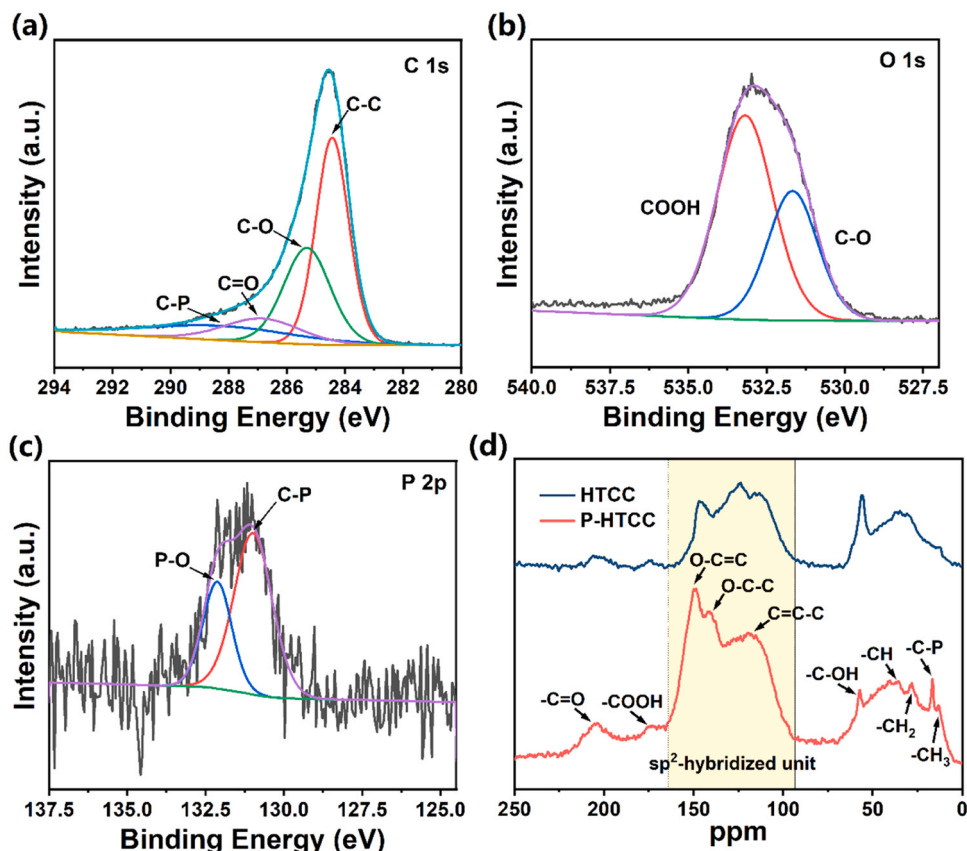 (a)
C 1s
C-C
C-O
C=O
C-P
Intensity (a.u.)
294 292 290 288 286 284 282 280
Binding Energy (eV)
(b)
O 1s
COOH
C-O
Intensity (a.u.)
540.0 537.5 535.0 532.5 530.0 527.5
Binding Energy (eV)
(c)
P 2p
C-P
P-O
Intensity (a.u.)
137.5 135.0 132.5 130.0 127.5 125.0
Binding Energy (eV)
(d)
HTCC
P-HTCC
O-C=C
O-C-C
C=C-C
-C=O
-COOH
-C-OH
-CH
-CH₂
-C-P
-CH₃
sp²-hybridized unit
Intensity (a.u.)
250 200 150 100 50 0
ppm